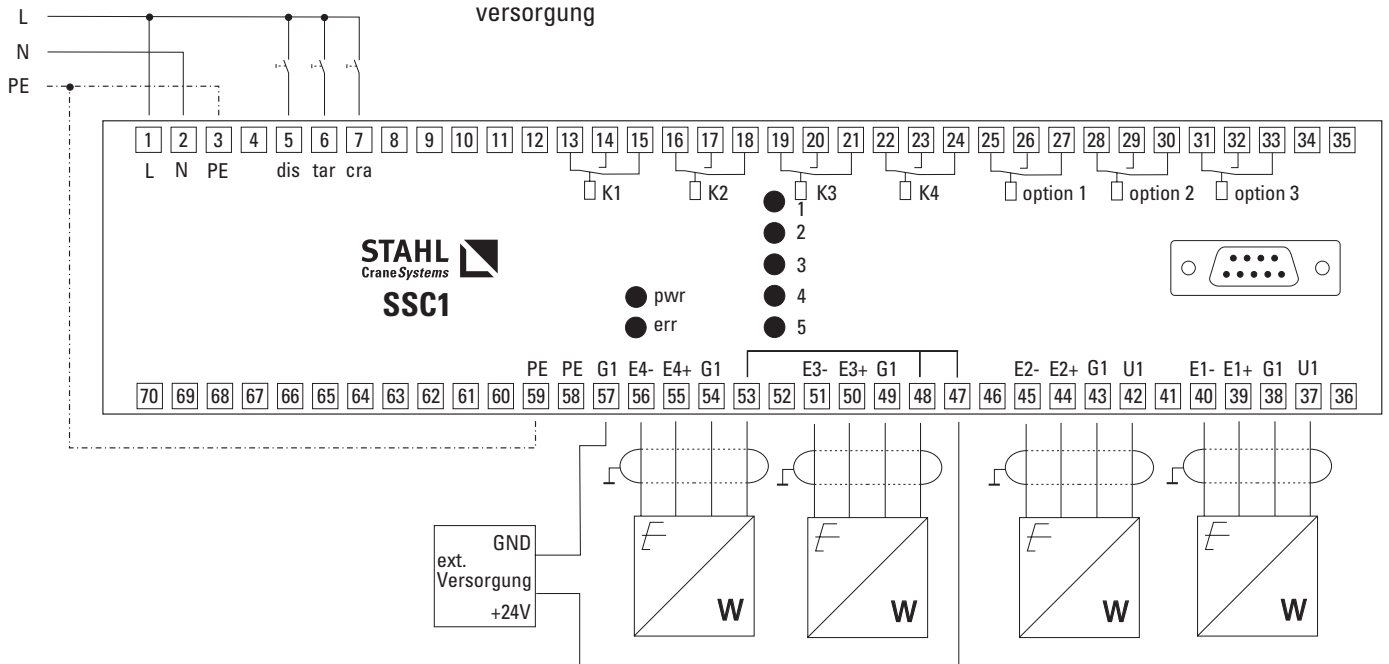 versorgung
L
N
PE
1 2 3 4 5 6 7 8 9 10 11 12 13 14 15 16 17 18 19 20 21 22 23 24 25 26 27 28 29 30 31 32 33 34 35
L N PE dis tar cra
K1 K2 K3 K4 option 1 option 2 option 3
1
2
3
4
5
STAHL
CraneSystems
SSC1
pwr
err
PE PE G1 E4- E4+ G1 E3- E3+ G1 E2- E2+ G1 U1 E1- E1+ G1 U1
70 69 68 67 66 65 64 63 62 61 60 59 58 57 56 55 54 53 52 51 50 49 48 47 46 45 44 43 42 41 40 39 38 37 36
GND
ext.
Versorgung
+24V
W W W W